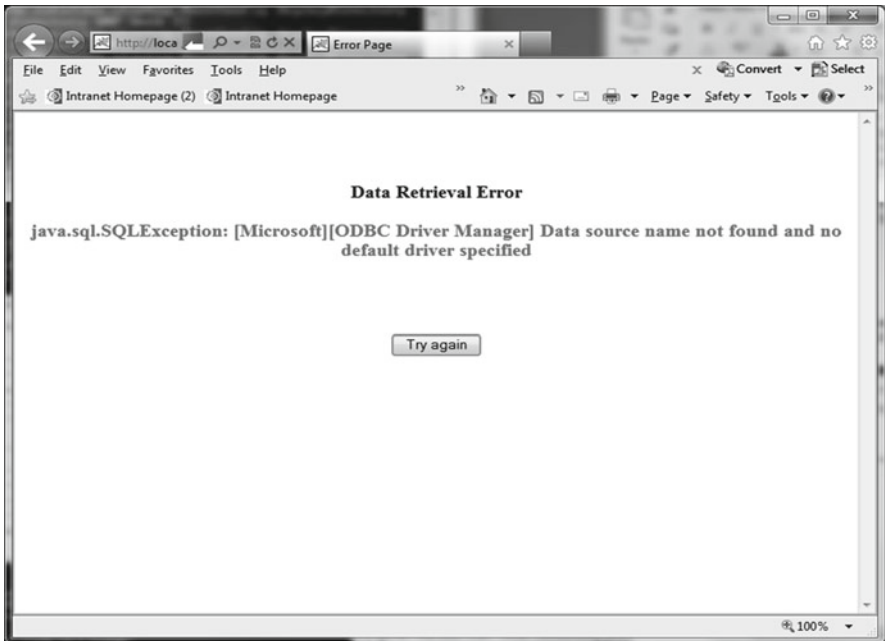 http://loca
Error Page
File Edit View Favorites Tools Help
Convert Select
Intranet Homepage (2) Intranet Homepage
Page Safety Tools
Data Retrieval Error
java.sql.SQLException: [Microsoft][ODBC Driver Manager] Data source name not found and no
default driver specified
Try again
100%